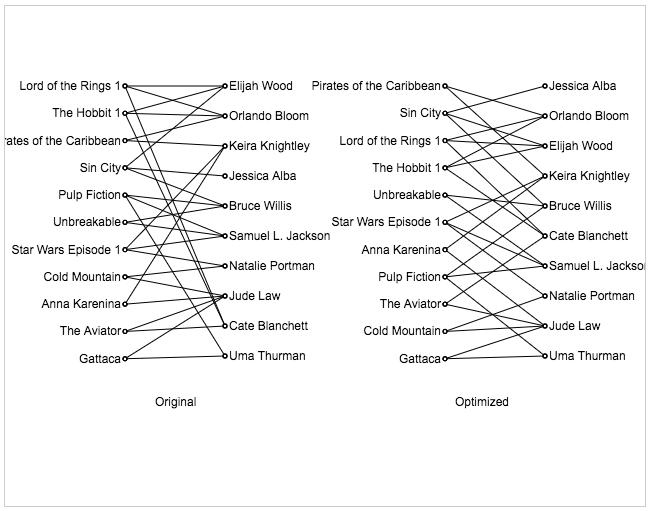 Lord of the Rings 1
The Hobbit 1
rates of the Caribbean
Sin City
Pulp Fiction
Unbreakable
Star Wars Episode 1
Cold Mountain
Anna Karenina
The Aviator
Gattaca
Elijah Wood
Orlando Bloom
Keira Knightley
Jessica Alba
Bruce Willis
Samuel L. Jackson
Natalie Portman
Jude Law
Cate Blanchett
Uma Thurman
Original
Pirates of the Caribbean
Sin City
Lord of the Rings 1
The Hobbit 1
Unbreakable
Star Wars Episode 1
Anna Karenina
Pulp Fiction
The Aviator
Cold Mountain
Gattaca
Jessica Alba
Orlando Bloom
Elijah Wood
Keira Knightley
Bruce Willis
Cate Blanchett
Samuel L. Jackso
Natalie Portman
Jude Law
Uma Thurman
Optimized